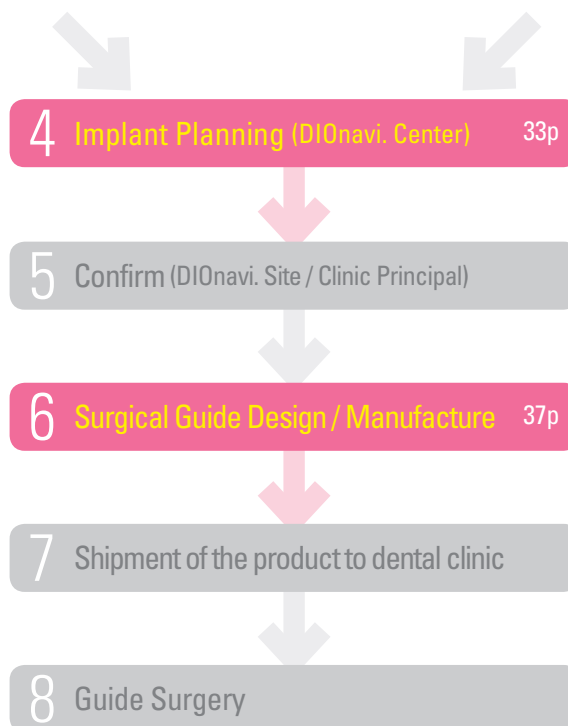 4 Implant Planning (DIOnavi. Center) 33p
5 Confirm (DIOnavi. Site / Clinic Principal)
6 Surgical Guide Design / Manufacture 37p
7 Shipment of the product to dental clinic
8 Guide Surgery